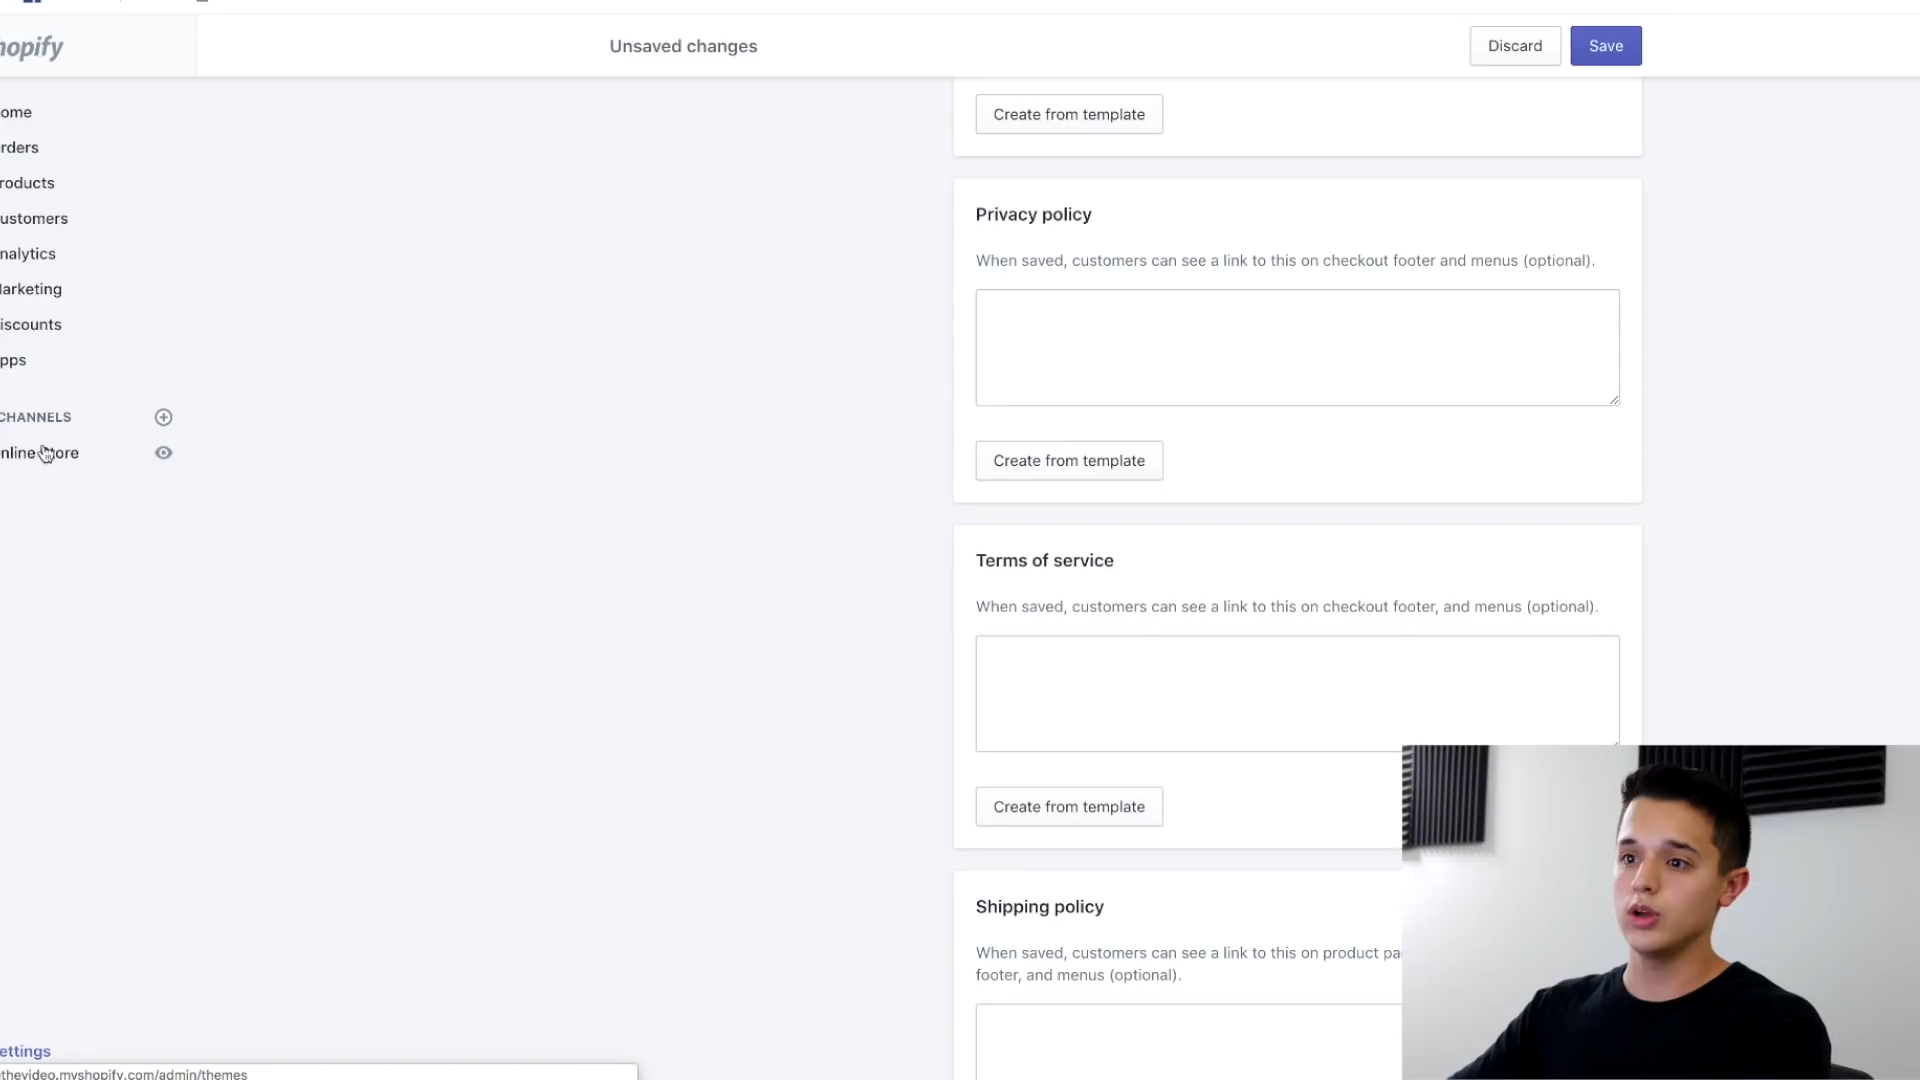 hopify
Unsaved changes
Discard
Save
ome
rders
roducts
ustomers
nalytics
arketing
iscounts
pps
CHANNELS
nline tore
ettings
thevideo.myshopify.com/admin/themes
Create from template
Privacy policy
When saved, customers can see a link to this on checkout footer and menus (optional).
Create from template
Terms of service
When saved, customers can see a link to this on checkout footer, and menus (optional).
Create from template
Shipping policy
When saved, customers can see a link to this on product pa
footer, and menus (optional).